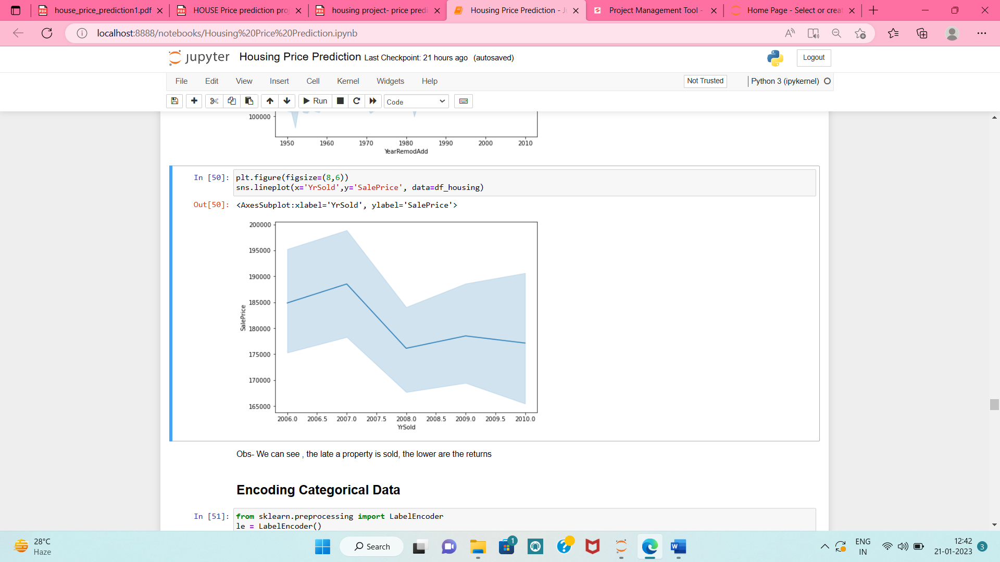 house_price_prediction1.pdf
HOUSE Price prediction pro
housing project- price predi
Housing Price Prediction - J
Project Management Tool -
Home Page - Select or crea
localhost:8888/notebooks/Housing%20Price%20Prediction.ipynb
jupyter Housing Price Prediction Last Checkpoint: 21 hours ago (autosaved)
Logout
File Edit View Insert Cell Kernel Widgets Help
Not Trusted
Python 3 (ipykernel)
Run
Code
100000
1950 1960 1970 1980 1990 2000 2010
YearRemodAdd
In [50]: plt.figure(figsize=(8,6))
sns.lineplot(x='YrSold',y='SalePrice', data=df_housing)
Out[50]: <AxesSubplot:xlabel='YrSold', ylabel='SalePrice'>
200000
195000
190000
185000
180000
175000
170000
165000
SalePrice
2006.0 2006.5 2007.0 2007.5 2008.0 2008.5 2009.0 2009.5 2010.0
YrSold
Obs- We can see , the late a property is sold, the lower are the returns
Encoding Categorical Data
In [51]: from sklearn.preprocessing import LabelEncoder
le = LabelEncoder()
28°C
Haze
Search
1
ENG
IN
12:42
21-01-2023
3